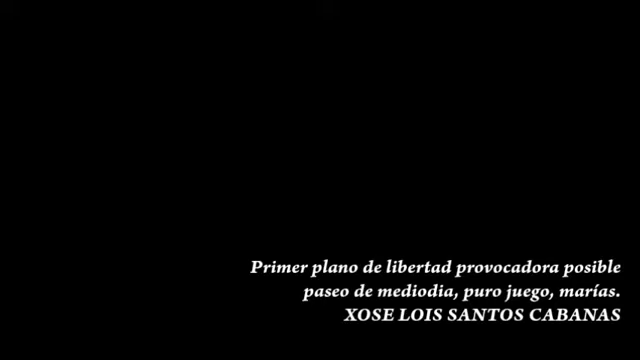 Primer plano de libertad provocadora posible
paseo de mediodia, puro juego, marías.
XOSE LOIS SANTOS CABANAS